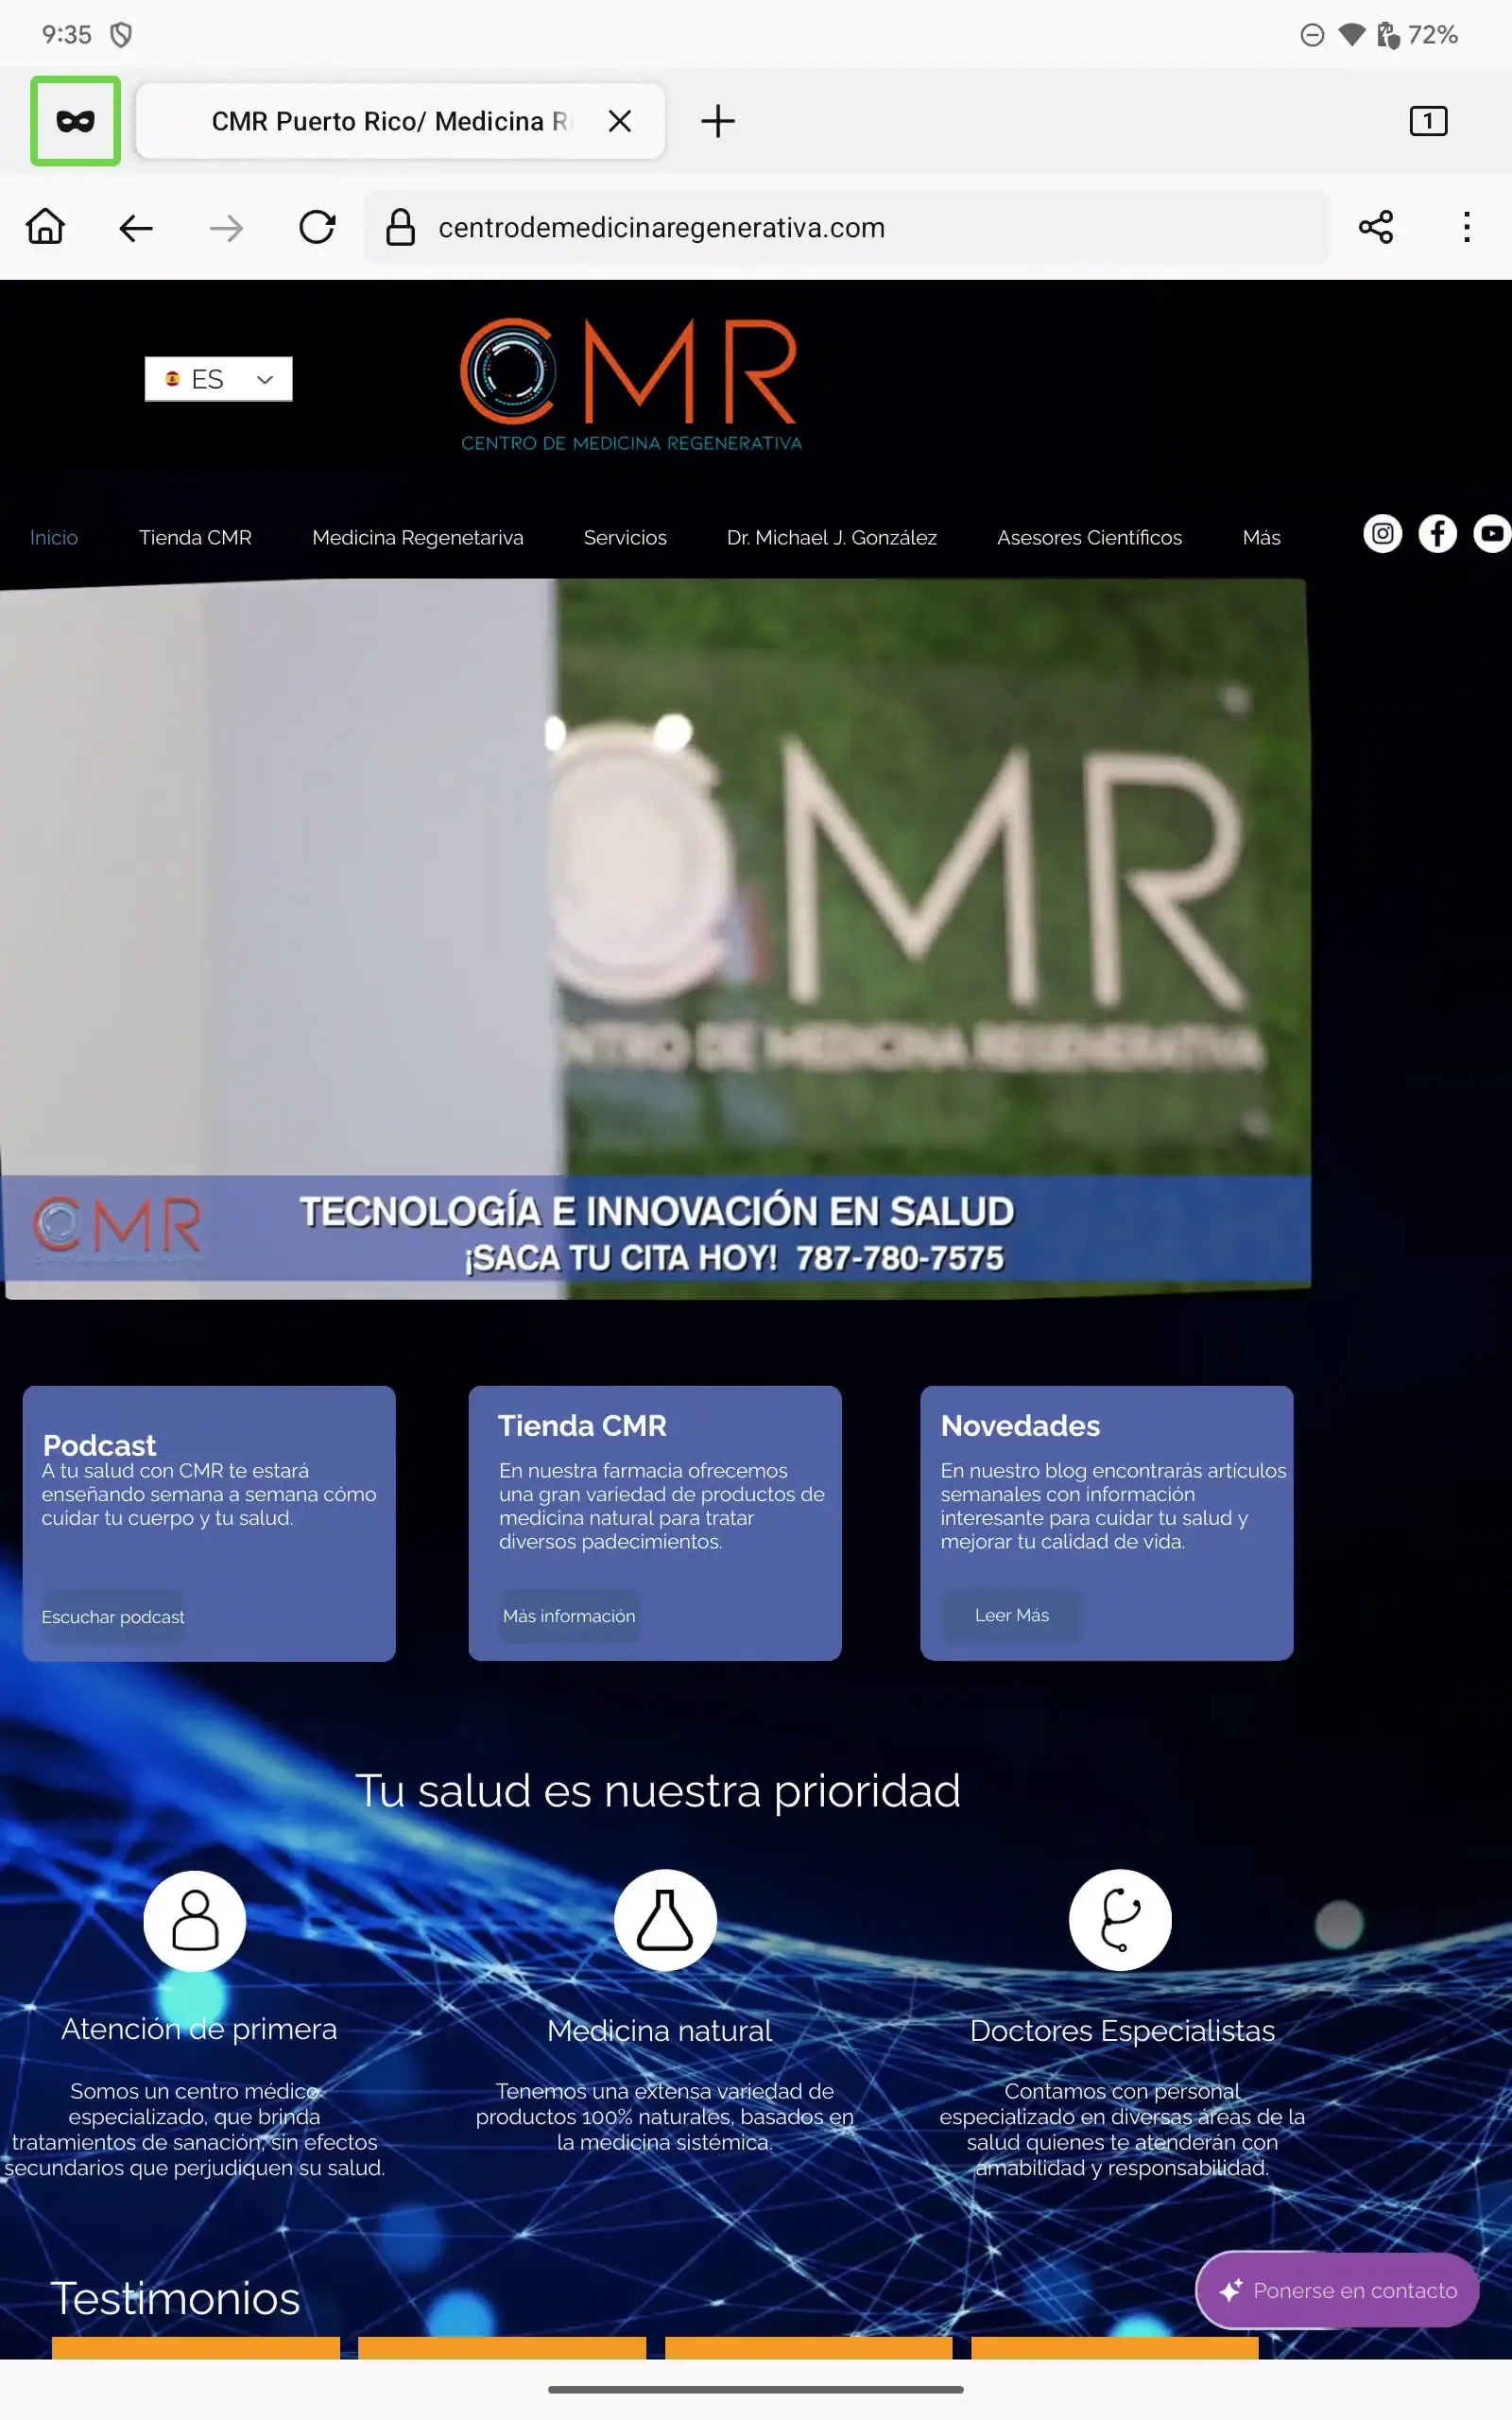 9:35
72%
CMR Puerto Rico/ Medicina R
1
centrodemedicinaregenerativa.com
ES
CMR
CENTRO DE MEDICINA REGENERATIVA
Inicio
Tienda CMR
Medicina Regenetariva
Servicios
Dr. Michael J. González
Asesores Científicos
Más
CMR
NTRO DE MEDICINA REGENERATIVA
CMR
TECNOLOGÍA E INNOVACIÓN EN SALUD
¡SACA TU CITA HOY! 787-780-7575
Podcast
A tu salud con CMR te estará
enseñando semana a semana cómo
cuidar tu cuerpo y tu salud.
Escuchar podcast
Tienda CMR
En nuestra farmacia ofrecemos
una gran variedad de productos de
medicina natural para tratar
diversos padecimientos.
Más información
Novedades
En nuestro blog encontrarás artículos
semanales con información
interesante para cuidar tu salud y
mejorar tu calidad de vida.
Leer Más
Tu salud es nuestra prioridad
Atención de primera
Somos un centro médico
especializado, que brinda
tratamientos de sanación, sin efectos
secundarios que perjudiquen su salud.
Medicina natural
Tenemos una extensa variedad de
productos 100% naturales, basados en
la medicina sistémica.
Doctores Especialistas
Contamos con personal
especializado en diversas áreas de la
salud quienes te atenderán con
amabilidad y responsabilidad.
Testimonios
Ponerse en contacto